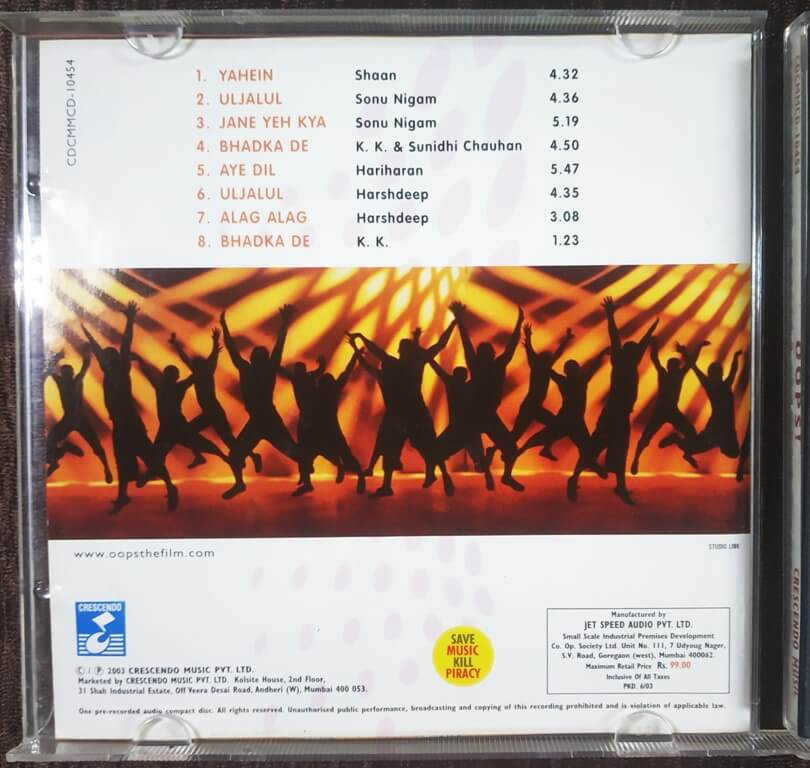 CDCMMCD-10454
1. YAHEIN Shaan 4.32
2. ULJALUL Sonu Nigam 4.36
3. JANE YEH KYA Sonu Nigam 5.19
4. BHADKA DE K. K. & Sunidhi Chauhan 4.50
5. AYE DIL Hariharan 5.47
6. ULJALUL Harshdeep 4.35
7. ALAG ALAG Harshdeep 3.08
8. BHADKA DE K. K. 1.23
www.oopsthefilm.com
STUDIO LINK
CRESCENDO
© / ℗ 2003 CRESCENDO MUSIC PVT. LTD.
Marketed by CRESCENDO MUSIC PVT. LTD. Kolsite House, 2nd Floor,
31 Shah Industrial Estate, Off Veera Desai Road, Andheri (W), Mumbai 400 053.
SAVE
MUSIC
KILL
PIRACY
Manufactured by
JET SPEED AUDIO PVT. LTD.
Small Scale Industrial Premises Development
Co. Op. Society Ltd. Unit No. 111, 7 Udyoug Nager,
S.V. Road, Goregaon (west), Mumbai 400062.
Maximum Retail Price Rs. 99.00
Inclusive Of All Taxes
PKD. 6/03
One pre-recorded audio compact disc. All rights reserved. Unauthorised public performance, broadcasting and copying of this recording prohibited and is violation of applicable law.
OOPS!